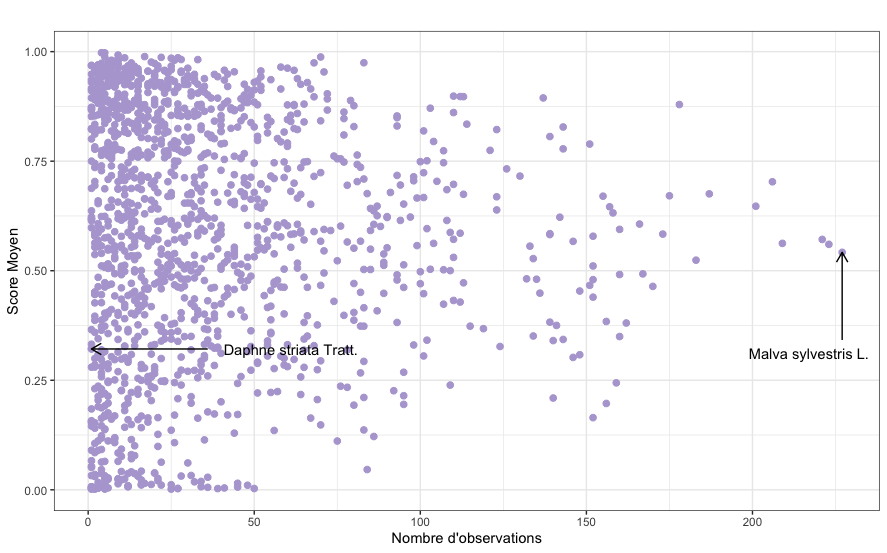 1.00
0.75
Score Moyen
0.50
Daphne striata Tratt.
Malva sylvestris L.
0.25
0.00
0
50
100
150
200
Nombre d'observations